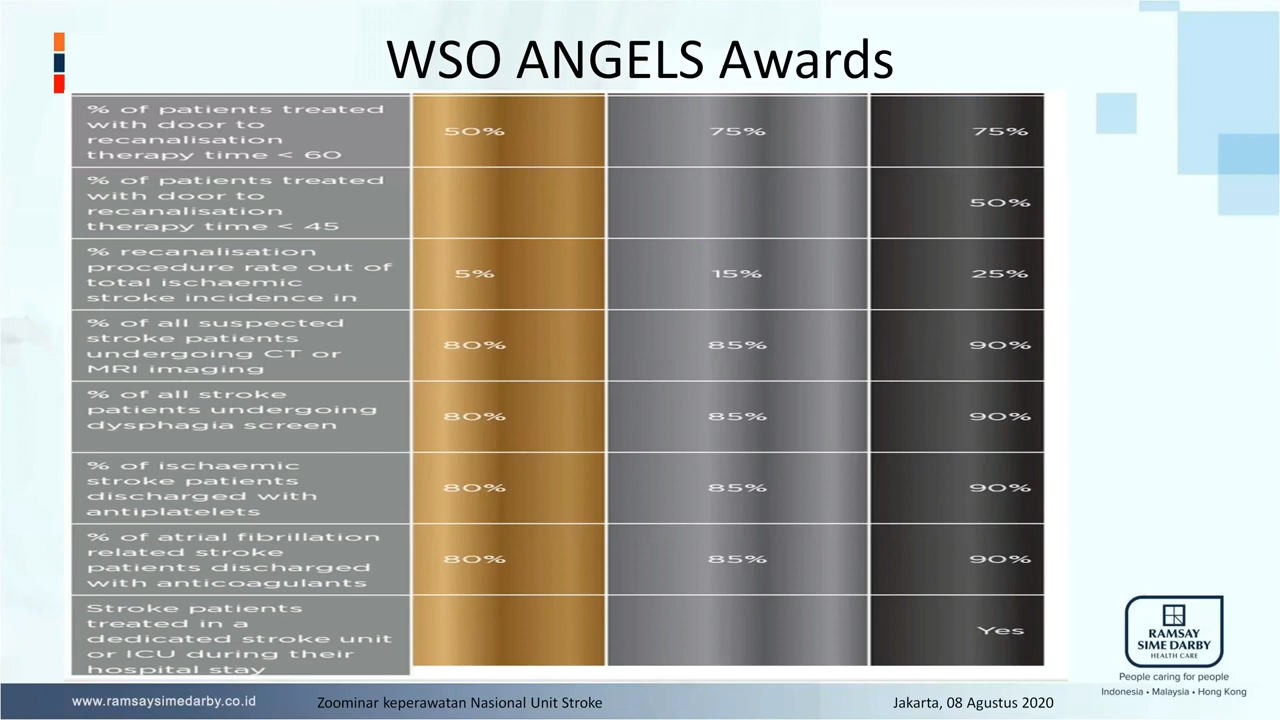 WSO ANGELS Awards
% of patients treated
with door to
recanalisation
therapy time < 60
50%
75%
75%
% of patients treated
with door to
recanalisation
therapy time < 45
50%
% recanalisation
procedure rate out of
total ischaemic
stroke incidence in
5%
15%
25%
% of all suspected
stroke patients
undergoing CT or
MRI imaging
80%
85%
90%
% of all stroke
patients undergoing
dysphagia screen
80%
85%
90%
% of ischaemic
stroke patients
discharged with
antiplatelets
80%
85%
90%
% of atrial fibrillation
related stroke
patients discharged
with anticoagulants
80%
85%
90%
Stroke patients
treated in a
dedicated stroke unit
or ICU during their
hospital stay
Yes
RAMSAY
SIME DARBY
HEALTH CARE
People caring for people
Indonesia • Malaysia • Hong Kong
www.ramsaysimedarby.co.id
Zoominar keperawatan Nasional Unit Stroke
Jakarta, 08 Agustus 2020